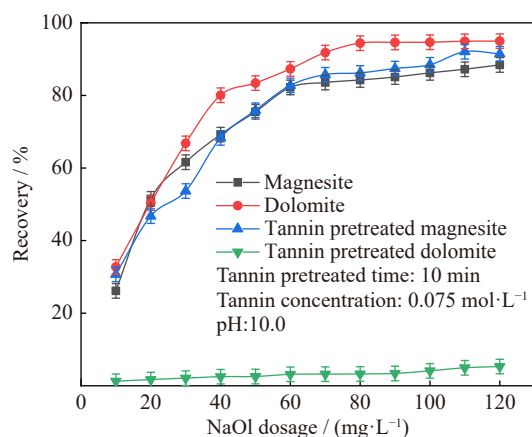 100
80
60
40
20
0
20
40
60
80
100
120
Recovery / %
NaOl dosage / (mg·L⁻¹)
Magnesite
Dolomite
Tannin pretreated magnesite
Tannin pretreated dolomite
Tannin pretreated time: 10 min
Tannin concentration: 0.075 mol·L⁻¹
pH:10.0